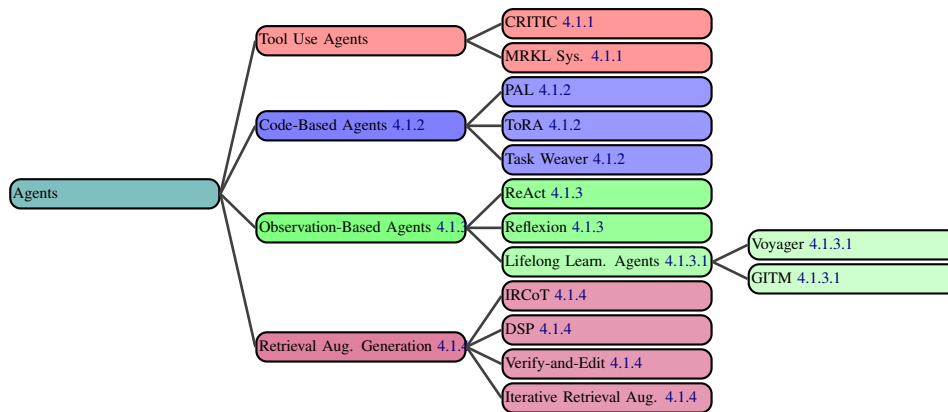 Agents
Tool Use Agents
CRITIC 4.1.1
MRKL Sys. 4.1.1
Code-Based Agents 4.1.2
PAL 4.1.2
ToRA 4.1.2
Task Weaver 4.1.2
Observation-Based Agents 4.1.3
ReAct 4.1.3
Reflexion 4.1.3
Lifelong Learn. Agents 4.1.3.1
Voyager 4.1.3.1
GITM 4.1.3.1
Retrieval Aug. Generation 4.1.4
IRCoT 4.1.4
DSP 4.1.4
Verify-and-Edit 4.1.4
Iterative Retrieval Aug. 4.1.4